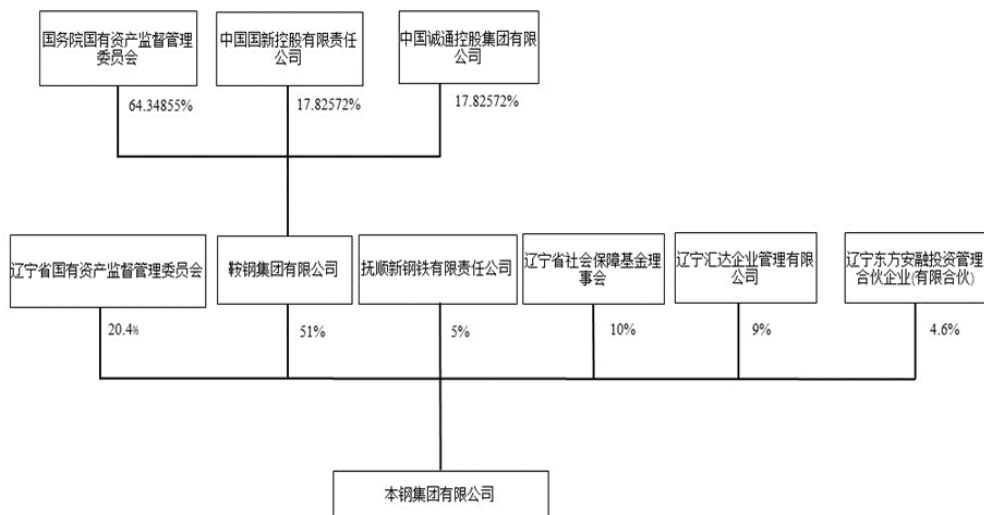 国务院国有资产监督管理
委员会
中国国新控股有限责任
公司
中国诚通控股集团有限
公司
64.34855%
17.82572%
17.82572%
辽宁省国有资产监督管理委员会
鞍钢集团有限公司
抚顺新钢铁有限责任公司
辽宁省社会保障基金理
事会
辽宁汇达企业管理有限
公司
辽宁东方安融投资管理
合伙企业(有限合伙)
20.4%
51%
5%
10%
9%
4.6%
本钢集团有限公司